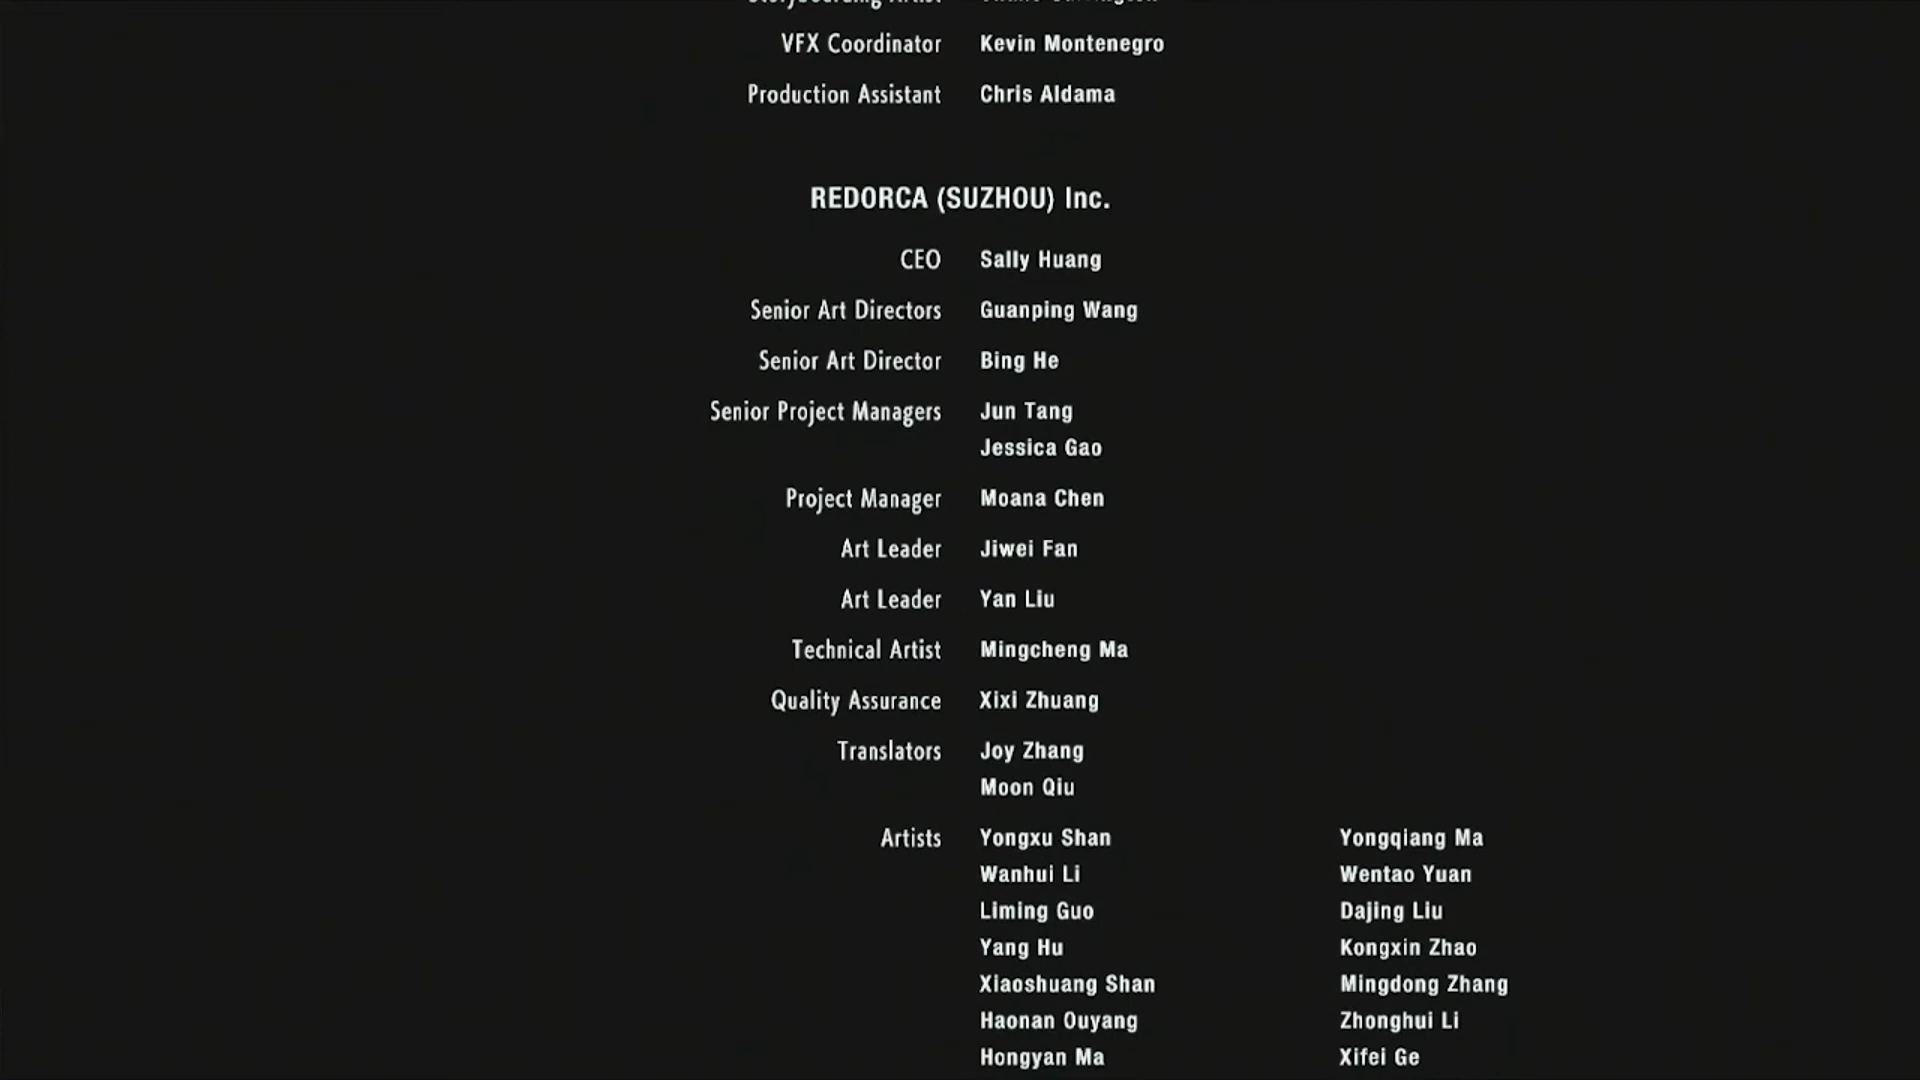 VFX Coordinator Kevin Montenegro
Production Assistant Chris Aldama
REDORCA (SUZHOU) Inc.
CEO Sally Huang
Senior Art Directors Guanping Wang
Senior Art Director Bing He
Senior Project Managers Jun Tang
Jessica Gao
Project Manager Moana Chen
Art Leader Jiwei Fan
Art Leader Yan Liu
Technical Artist Mingcheng Ma
Quality Assurance Xixi Zhuang
Translators Joy Zhang
Moon Qiu
Artists Yongxu Shan Yongqiang Ma
Wanhui Li Wentao Yuan
Liming Guo Dajing Liu
Yang Hu Kongxin Zhao
Xiaoshuang Shan Mingdong Zhang
Haonan Ouyang Zhonghui Li
Hongyan Ma Xifei Ge